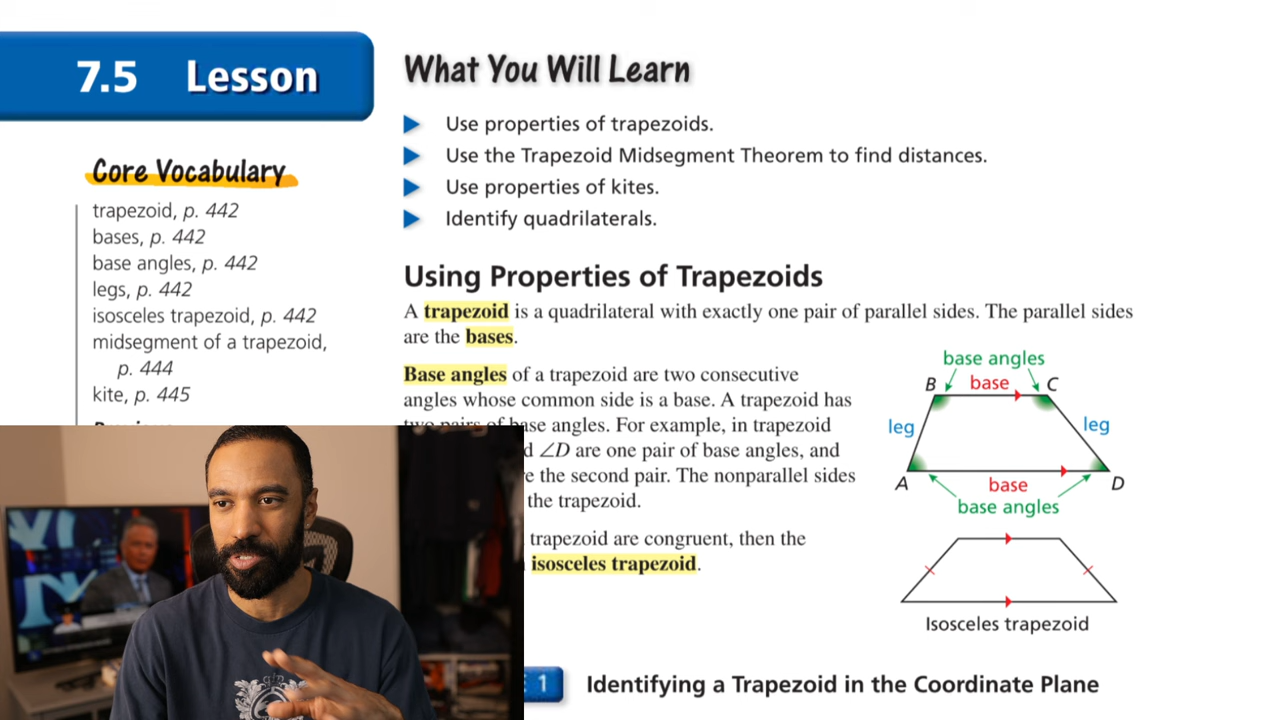 7.5 Lesson
What You Will Learn
Use properties of trapezoids.
Use the Trapezoid Midsegment Theorem to find distances.
Use properties of kites.
Identify quadrilaterals.
Core Vocabulary
trapezoid, p. 442
bases, p. 442
base angles, p. 442
legs, p. 442
isosceles trapezoid, p. 442
midsegment of a trapezoid,
p. 444
kite, p. 445
Using Properties of Trapezoids
A trapezoid is a quadrilateral with exactly one pair of parallel sides. The parallel sides
are the bases.
Base angles of a trapezoid are two consecutive
angles whose common side is a base. A trapezoid has
two pairs of base angles. For example, in trapezoid
∠D are one pair of base angles, and
the second pair. The nonparallel sides
the trapezoid.
trapezoid are congruent, then the
isosceles trapezoid.
base angles
B base C
leg leg
A base D
base angles
Isosceles trapezoid
1 Identifying a Trapezoid in the Coordinate Plane